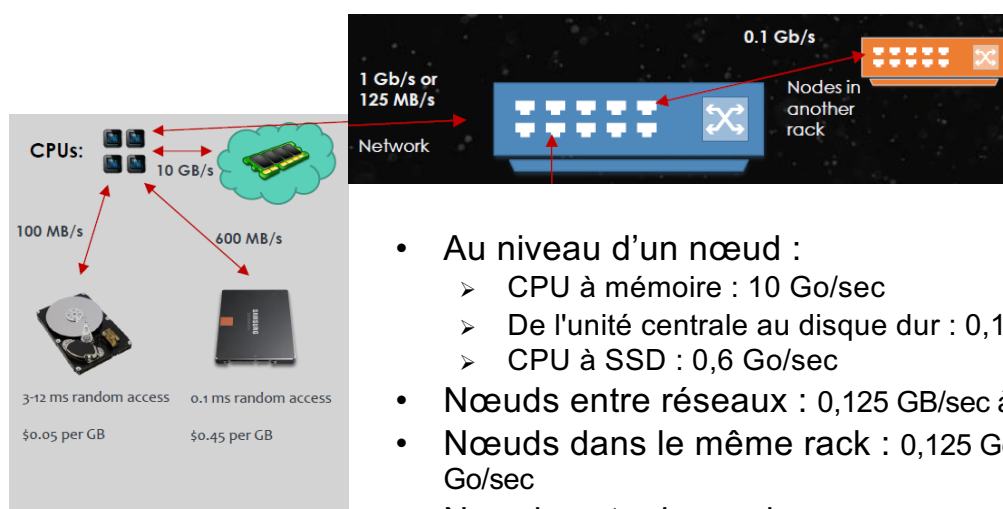 0.1 Gb/s
1 Gb/s or
125 MB/s
Nodes in
another
rack
Network
CPUs:
10 GB/s
100 MB/s
600 MB/s
SAMSUNG
3-12 ms random access
0.1 ms random access
$0.05 per GB
$0.45 per GB
• Au niveau d’un nœud :
➢ CPU à mémoire : 10 Go/sec
➢ De l'unité centrale au disque dur : 0,1
➢ CPU à SSD : 0,6 Go/sec
• Nœuds entre réseaux : 0,125 GB/sec à
• Nœuds dans le même rack : 0,125 Go
Go/sec